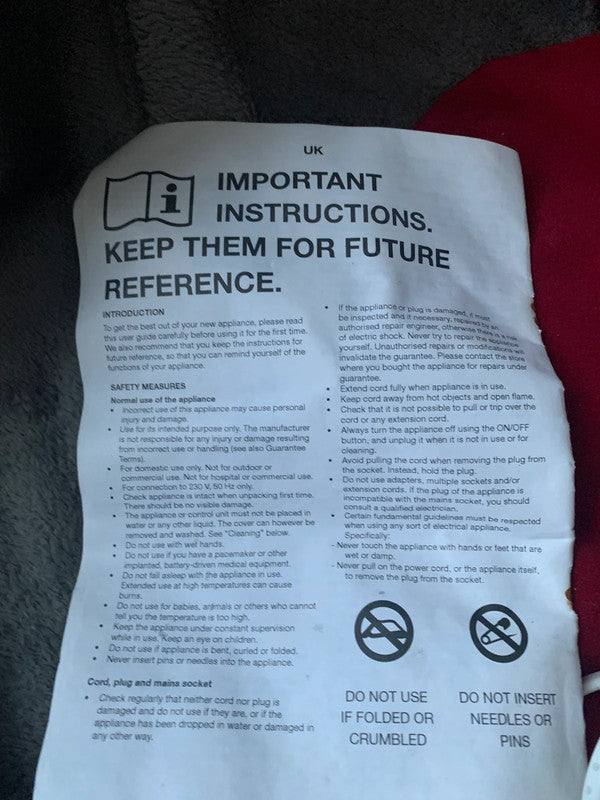 UK
IMPORTANT
INSTRUCTIONS.
KEEP THEM FOR FUTURE
REFERENCE.
INTRODUCTION
To get the best out of your new appliance, please read
this user guide carefully before using it for the first time.
We also recommend that you keep the instructions for
future reference, so that you can remind yourself of the
functions of your appliance.
SAFETY MEASURES
Normal use of the appliance
• Incorrect use of this appliance may cause personal
injury and damage.
• Use for its intended purpose only. The manufacturer
is not responsible for any injury or damage resulting
from incorrect use or handling (see also Guarantee
Terms).
• For domestic use only. Not for outdoor or
commercial use. Not for hospital or commercial use.
• For connection to 230 V, 50 Hz only.
• Check appliance is intact when unpacking first time.
There should be no visible damage.
• The appliance or control unit must not be placed in
water or any other liquid. The cover can however be
removed and washed. See "Cleaning" below.
• Do not use with wet hands.
• Do not use if you have a pacemaker or other
implanted, battery-driven medical equipment.
• Do not fall asleep with the appliance in use.
Extended use at high temperatures can cause
burns.
• Do not use for babies, animals or others who cannot
tell you the temperature is too high.
• Keep the appliance under constant supervision
while in use. Keep an eye on children.
• Do not use if appliance is bent, curled or folded.
• Never insert pins or needles into the appliance.
Cord, plug and mains socket
• Check regularly that neither cord nor plug is
damaged and do not use if they are, or if the
appliance has been dropped in water or damaged in
any other way.
• If the appliance or plug is damaged, it must
be inspected and if necessary, repaired by an
authorised repair engineer, otherwise there is a risk
of electric shock. Never try to repair the appliance
yourself. Unauthorised repairs or modifications will
invalidate the guarantee. Please contact the store
where you bought the appliance for repairs under
guarantee.
• Extend cord fully when appliance is in use.
• Keep cord away from hot objects and open flame.
• Check that it is not possible to pull or trip over the
cord or any extension cord.
• Always turn the appliance off using the ON/OFF
button, and unplug it when it is not in use or for
cleaning.
• Avoid pulling the cord when removing the plug from
the socket. Instead, hold the plug.
• Do not use adapters, multiple sockets and/or
extension cords. If the plug of the appliance is
incompatible with the mains socket, you should
consult a qualified electrician.
• Certain fundamental guidelines must be respected
when using any sort of electrical appliance.
Specifically:
- Never touch the appliance with hands or feet that are
wet or damp.
- Never pull on the power cord, or the appliance itself,
to remove the plug from the socket.
DO NOT USE
IF FOLDED OR
CRUMBLED
DO NOT INSERT
NEEDLES OR
PINS